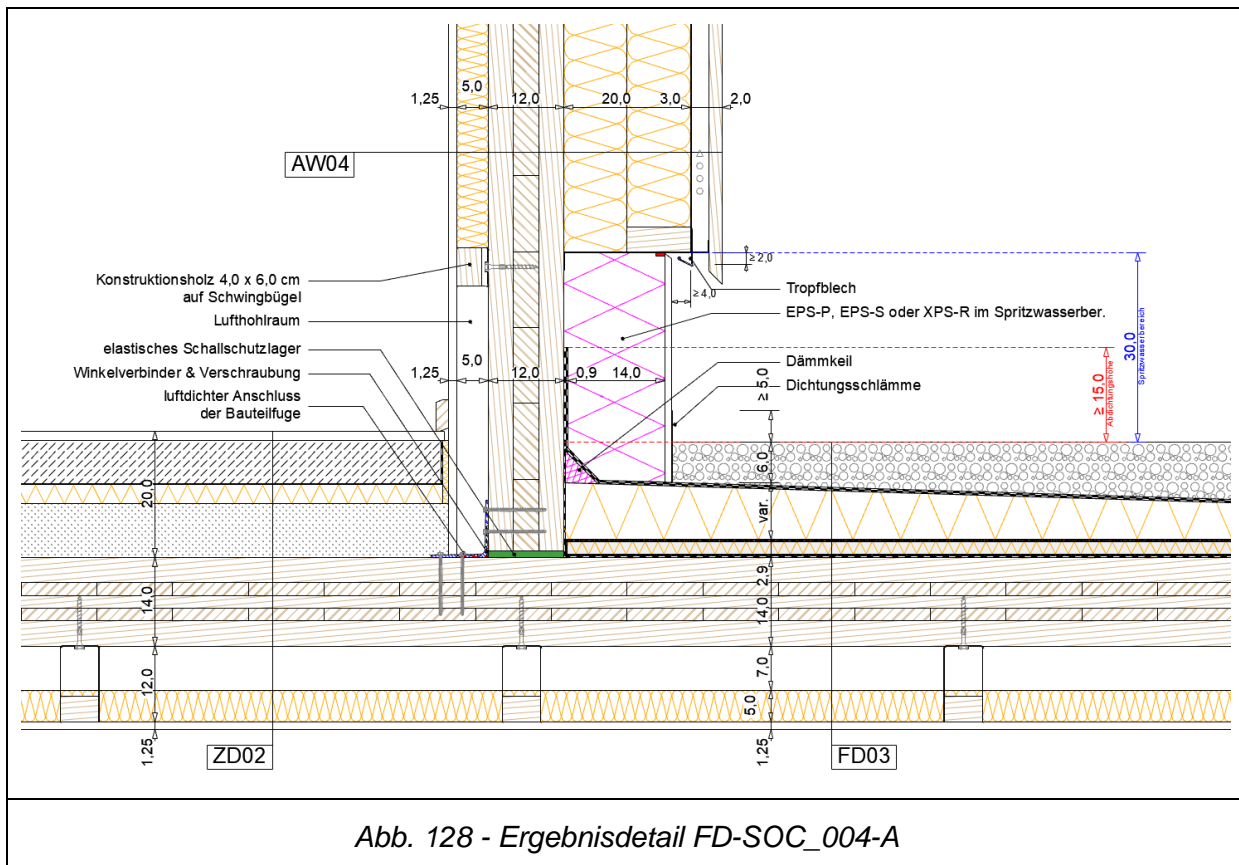 1,25
5,0
12,0
20,0
3,0
2,0
AW04
Konstruktionsholz 4,0 x 6,0 cm
auf Schwingbügel
Lufthohlraum
elastisches Schallschutzlager
Winkelverbinder & Verschraubung
luftdichter Anschluss
der Bauteilfuge
≥ 2,0
≥ 4,0
Tropfblech
EPS-P, EPS-S oder XPS-R im Spritzwasserber.
Dämmkeil
Dichtungsschlämme
30,0
Spritzwasserbereich
≥ 15,0
Abdichtungshöhe
1,25
5,0
12,0
0,9
14,0
≥ 5,0
6,0
var.
2,9
14,0
7,0
5,0
1,25
20,0
14,0
12,0
1,25
ZD02
FD03
Abb. 128 - Ergebnisdetail FD-SOC_004-A